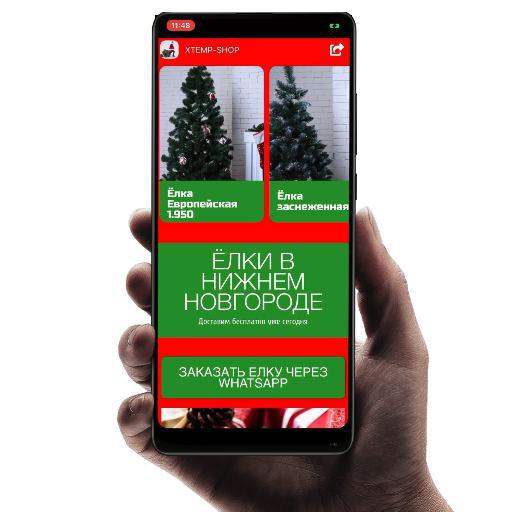 11:48
XTEMP-SHOP
Ёлка
Европейская
1.950
Ёлка
заснеженная
ЁЛКИ В
НИЖНЕМ
НОВГОРОДЕ
Доставим бесплатно уже сегодня
ЗАКАЗАТЬ ЕЛКУ ЧЕРЕЗ
WHATSAPP